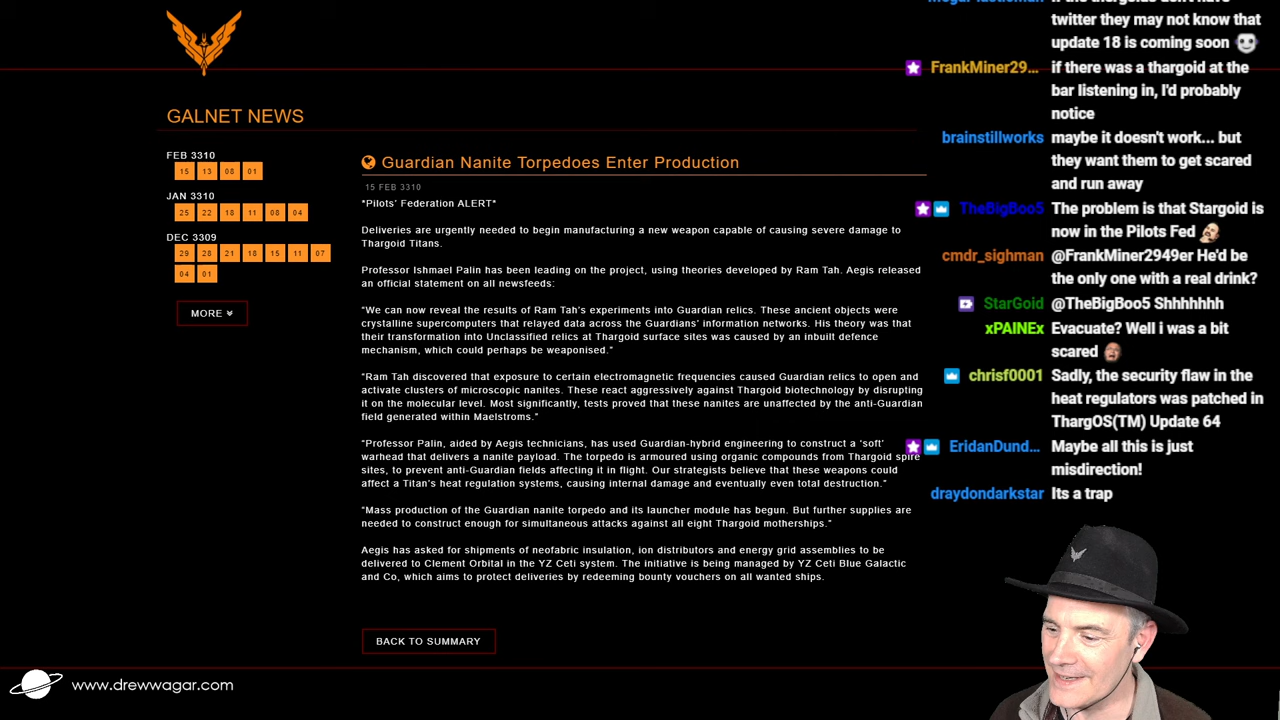 GALNET NEWS
FEB 3310
15 13 08 01
JAN 3310
25 22 18 11 08 04
DEC 3309
29 28 21 18 15 11 07
04 01
MORE
Guardian Nanite Torpedoes Enter Production
15 FEB 3310
*Pilots' Federation ALERT*
Deliveries are urgently needed to begin manufacturing a new weapon capable of causing severe damage to
Thargoid Titans.
Professor Ishmael Palin has been leading on the project, using theories developed by Ram Tah. Aegis released
an official statement on all newsfeeds:
"We can now reveal the results of Ram Tah's experiments into Guardian relics. These ancient objects were
crystalline supercomputers that relayed data across the Guardians' information networks. His theory was that
their transformation into Unclassified relics at Thargoid surface sites was caused by an inbuilt defence
mechanism, which could perhaps be weaponised."
"Ram Tah discovered that exposure to certain electromagnetic frequencies caused Guardian relics to open and
activate clusters of microscopic nanites. These react aggressively against Thargoid biotechnology by disrupting
it on the molecular level. Most significantly, tests proved that these nanites are unaffected by the anti-Guardian
field generated within Maelstroms."
"Professor Palin, aided by Aegis technicians, has used Guardian-hybrid engineering to construct a 'soft'
warhead that delivers a nanite payload. The torpedo is armoured using organic compounds from Thargoid spire
sites, to prevent anti-Guardian fields affecting it in flight. Our strategists believe that these weapons could
affect a Titan's heat regulation systems, causing internal damage and eventually even total destruction."
"Mass production of the Guardian nanite torpedo and its launcher module has begun. But further supplies are
needed to construct enough for simultaneous attacks against all eight Thargoid motherships."
Aegis has asked for shipments of neofabric insulation, ion distributors and energy grid assemblies to be
delivered to Clement Orbital in the YZ Ceti system. The initiative is being managed by YZ Ceti Blue Galactic
and Co, which aims to protect deliveries by redeeming bounty vouchers on all wanted ships.
BACK TO SUMMARY
www.drewwagar.com
twitter they may not know that
update 18 is coming soon
FrankMiner29... if there was a thargoid at the
bar listening in, I'd probably
notice
brainstillworks maybe it doesn't work... but
they want them to get scared
and run away
TheBigBoo5 The problem is that Stargoid is
now in the Pilots Fed
cmdr_sighman @FrankMiner2949er He'd be
the only one with a real drink?
StarGoid @TheBigBoo5 Shhhhhhh
xPAINEx Evacuate? Well i was a bit
scared
chrisf0001 Sadly, the security flaw in the
heat regulators was patched in
ThargOS(TM) Update 64
EridanDund... Maybe all this is just
misdirection!
draydondarkstar Its a trap